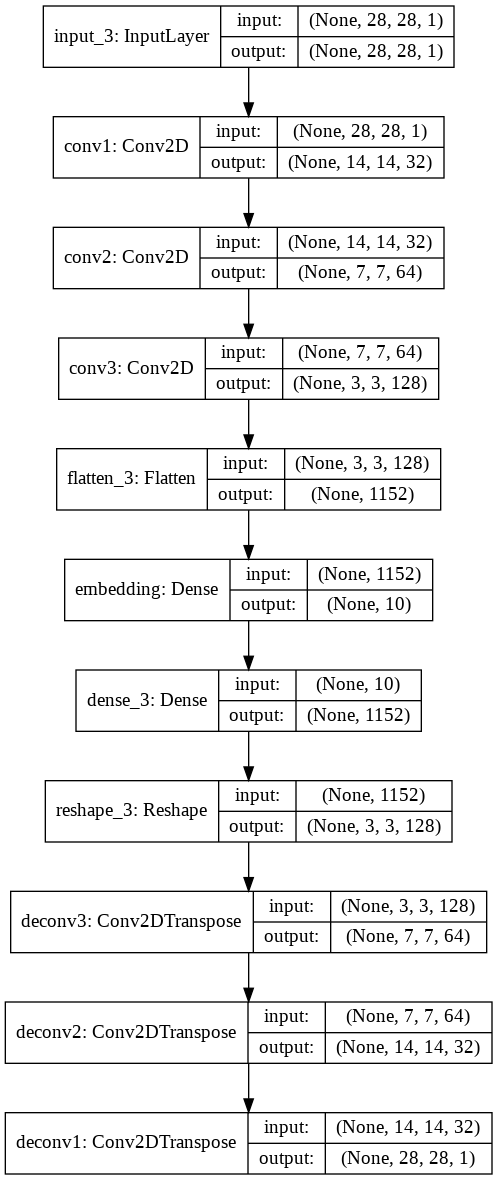 input_3: InputLayer
input: (None, 28, 28, 1)
output: (None, 28, 28, 1)
conv1: Conv2D
input: (None, 28, 28, 1)
output: (None, 14, 14, 32)
conv2: Conv2D
input: (None, 14, 14, 32)
output: (None, 7, 7, 64)
conv3: Conv2D
input: (None, 7, 7, 64)
output: (None, 3, 3, 128)
flatten_3: Flatten
input: (None, 3, 3, 128)
output: (None, 1152)
embedding: Dense
input: (None, 1152)
output: (None, 10)
dense_3: Dense
input: (None, 10)
output: (None, 1152)
reshape_3: Reshape
input: (None, 1152)
output: (None, 3, 3, 128)
deconv3: Conv2DTranspose
input: (None, 3, 3, 128)
output: (None, 7, 7, 64)
deconv2: Conv2DTranspose
input: (None, 7, 7, 64)
output: (None, 14, 14, 32)
deconv1: Conv2DTranspose
input: (None, 14, 14, 32)
output: (None, 28, 28, 1)